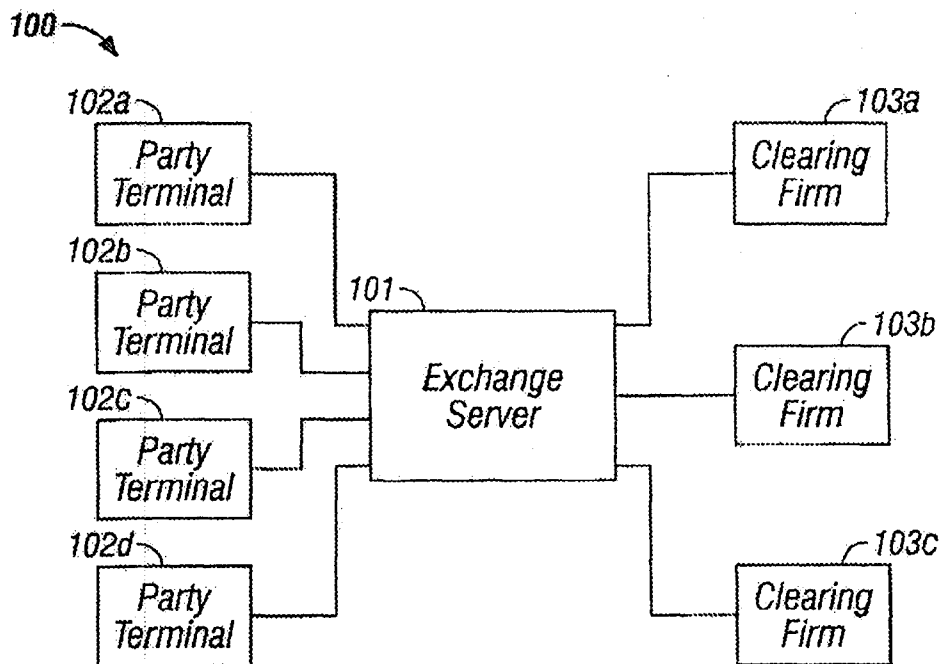 100
102a
Party
Terminal
102b
Party
Terminal
102c
Party
Terminal
102d
Party
Terminal
101
Exchange
Server
103a
Clearing
Firm
103b
Clearing
Firm
103c
Clearing
Firm